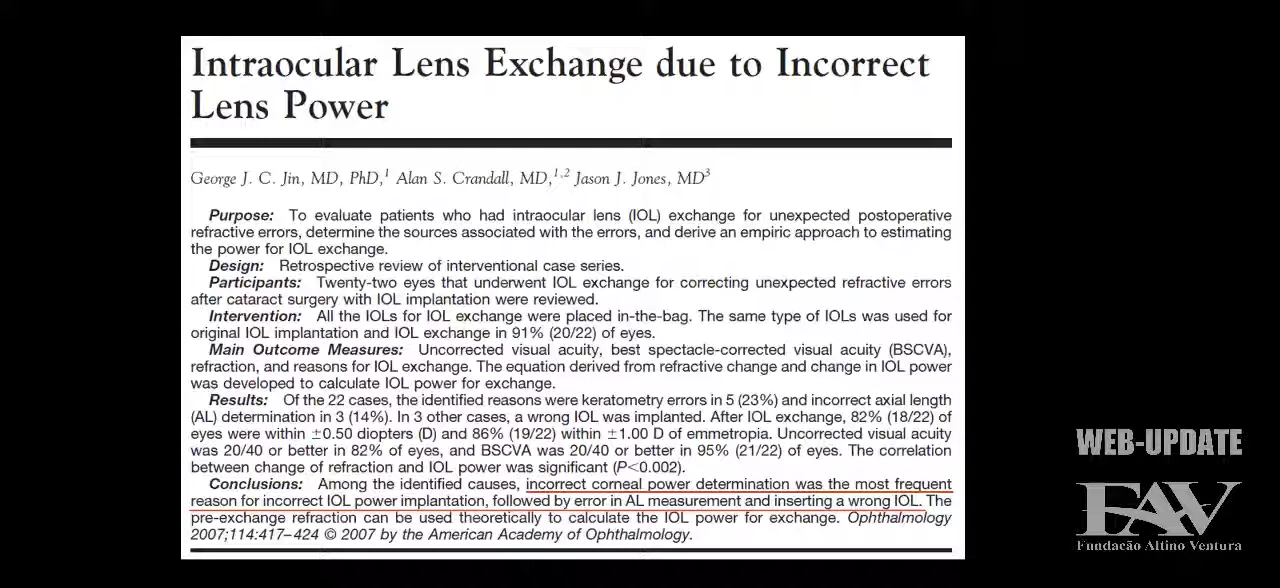 Intraocular Lens Exchange due to Incorrect
Lens Power
George J. C. Jin, MD, PhD,1 Alan S. Crandall, MD,1,2 Jason J. Jones, MD3
Purpose: To evaluate patients who had intraocular lens (IOL) exchange for unexpected postoperative
refractive errors, determine the sources associated with the errors, and derive an empiric approach to estimating
the power for IOL exchange.
Design: Retrospective review of interventional case series.
Participants: Twenty-two eyes that underwent IOL exchange for correcting unexpected refractive errors
after cataract surgery with IOL implantation were reviewed.
Intervention: All the IOLs for IOL exchange were placed in-the-bag. The same type of IOLs was used for
original IOL implantation and IOL exchange in 91% (20/22) of eyes.
Main Outcome Measures: Uncorrected visual acuity, best spectacle-corrected visual acuity (BSCVA),
refraction, and reasons for IOL exchange. The equation derived from refractive change and change in IOL power
was developed to calculate IOL power for exchange.
Results: Of the 22 cases, the identified reasons were keratometry errors in 5 (23%) and incorrect axial length
(AL) determination in 3 (14%). In 3 other cases, a wrong IOL was implanted. After IOL exchange, 82% (18/22) of
eyes were within ±0.50 diopters (D) and 86% (19/22) within ±1.00 D of emmetropia. Uncorrected visual acuity
was 20/40 or better in 82% of eyes, and BSCVA was 20/40 or better in 95% (21/22) of eyes. The correlation
between change of refraction and IOL power was significant (P<0.002).
Conclusions: Among the identified causes, incorrect corneal power determination was the most frequent
reason for incorrect IOL power implantation, followed by error in AL measurement and inserting a wrong IOL. The
pre-exchange refraction can be used theoretically to calculate the IOL power for exchange. Ophthalmology
2007;114:417–424 © 2007 by the American Academy of Ophthalmology.
WEB-UPDATE
FAV
Fundacão Altino Ventura